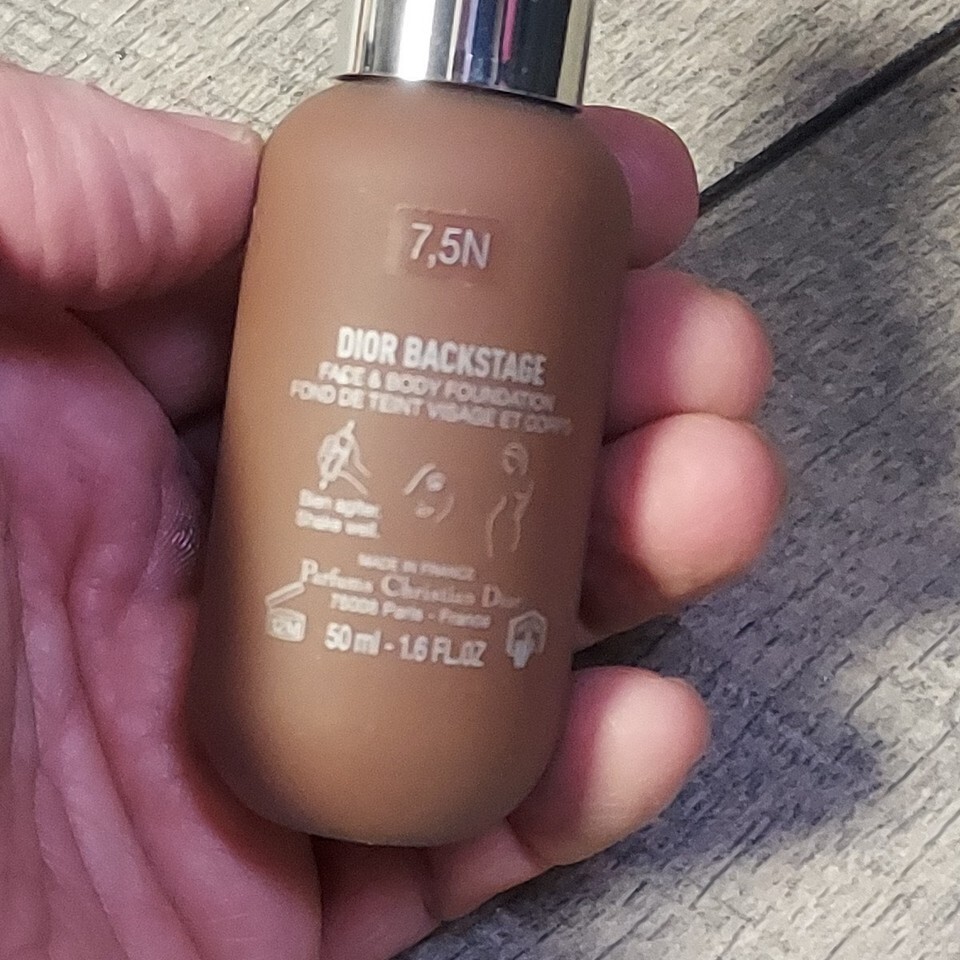 7,5N
DIOR BACKSTAGE
FACE & BODY FOUNDATION
FOND DE TEINT VISAGE ET CORPS
Bien agiter.
Shake well.
MADE IN FRANCE
Parfums Christian Dior
75008 Paris - France
12M
50 ml - 1.6 FL.OZ